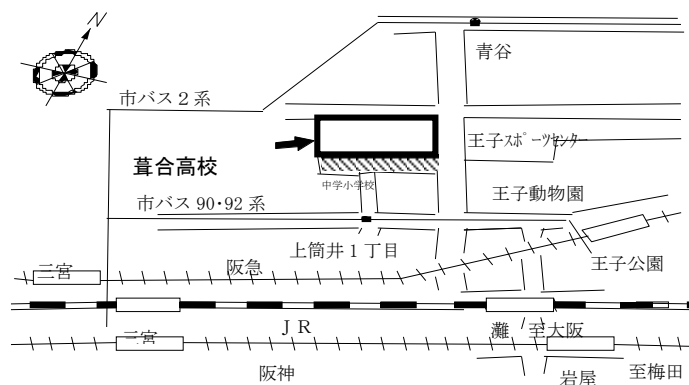 N
青谷
市バス２系
王子スポーツセンター
葺合高校
中学小学校
王子動物園
市バス 90･92 系
上筒井１丁目
王子公園
三宮
阪急
ＪＲ
灘
至大阪
三宮
阪神
岩屋
至梅田